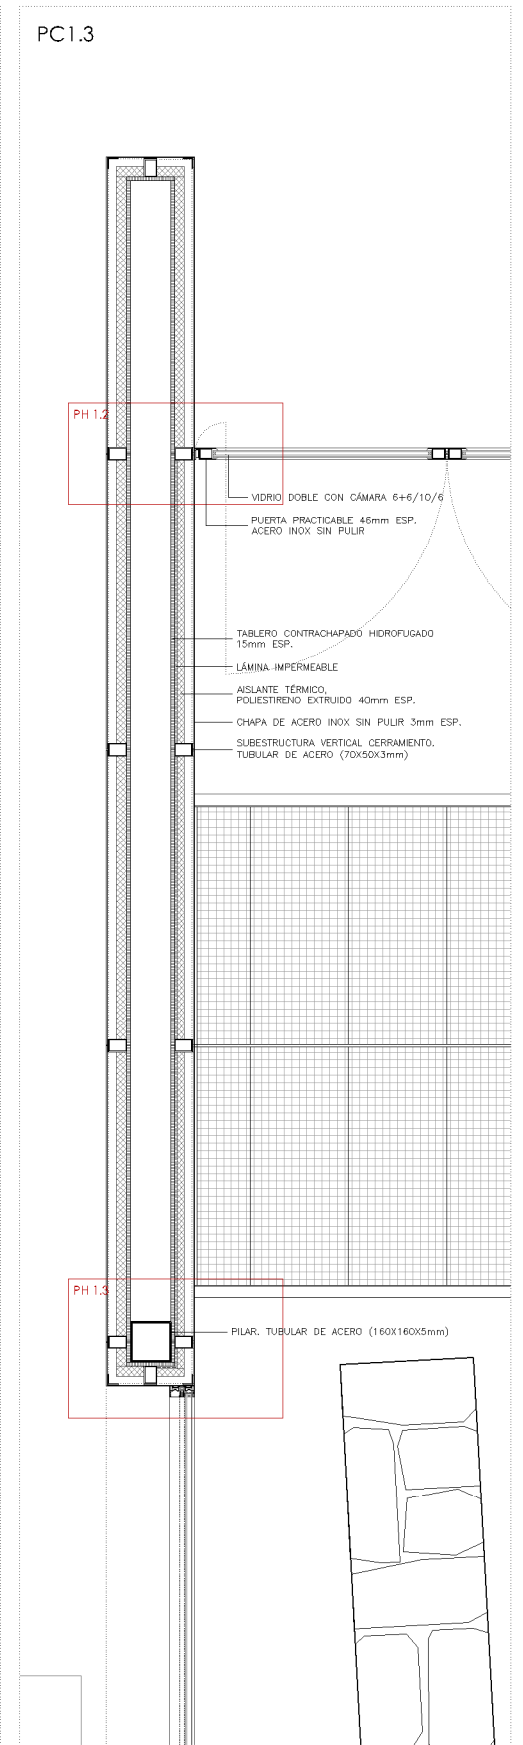 PC1.3
PH 1.2
VIDRIO DOBLE CON CÁMARA 6+6/10/6
PUERTA PRACTICABLE 46mm ESP.
ACERO INOX SIN PULIR
TABLERO CONTRACHAPADO HIDROFUGADO
15mm ESP.
LÁMINA IMPERMEABLE
AISLANTE TÉRMICO,
POLIESTIRENO EXTRUIDO 40mm ESP.
CHAPA DE ACERO INOX SIN PULIR 3mm ESP.
SUBESTRUCTURA VERTICAL CERRAMIENTO.
TUBULAR DE ACERO (70X50X3mm)
PH 1.3
PILAR. TUBULAR DE ACERO (160X160X5mm)